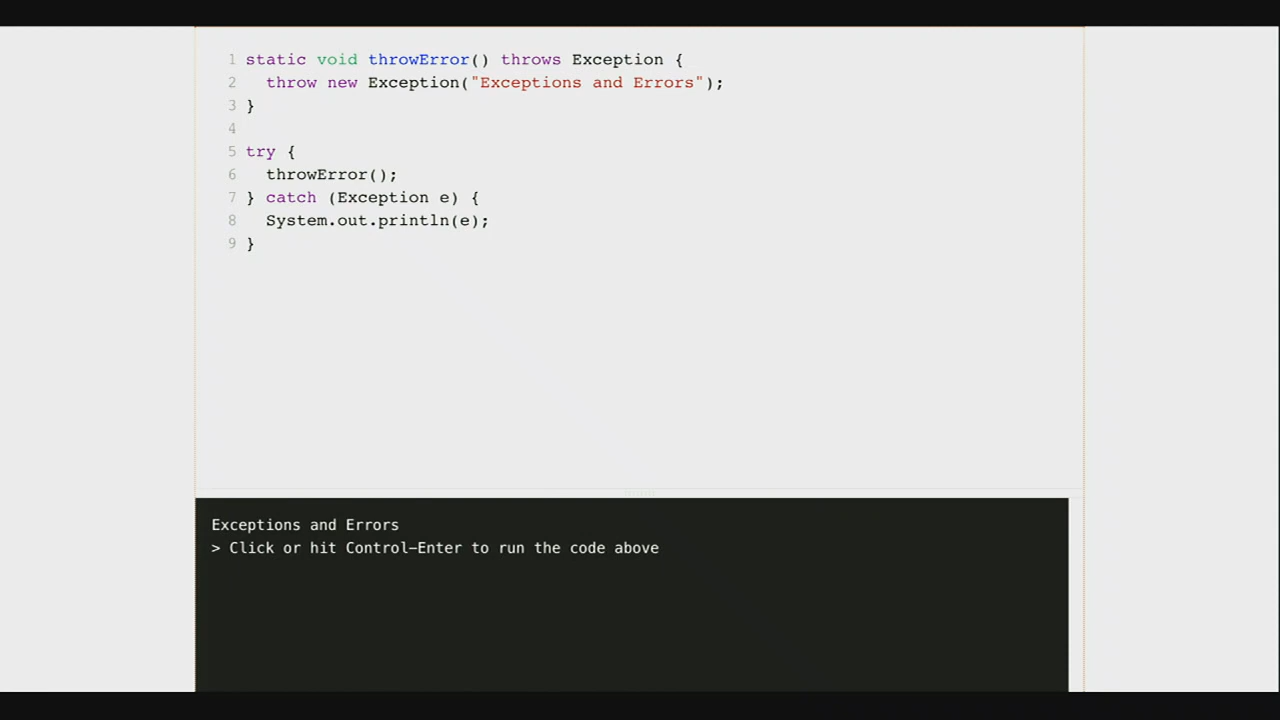 1 static void throwError() throws Exception {
2   throw new Exception("Exceptions and Errors");
3 }
4
5 try {
6   throwError();
7 } catch (Exception e) {
8   System.out.println(e);
9 }
Exceptions and Errors
> Click or hit Control-Enter to run the code above